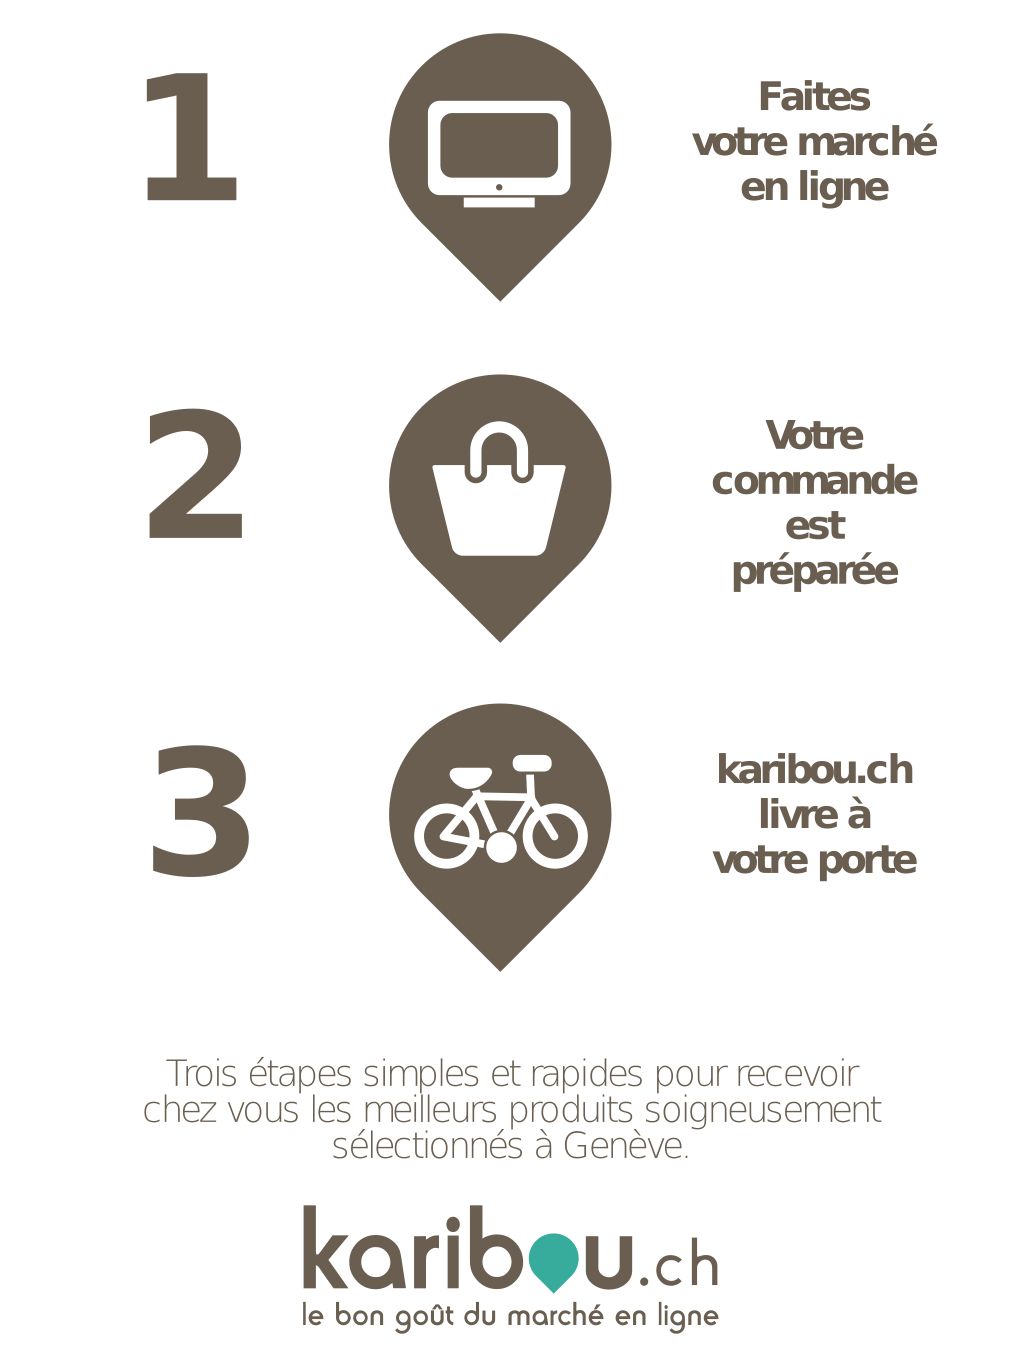 1
Faites
votre marché
en ligne
2
Votre
commande
est
préparée
3
karibou.ch
livre à
votre porte
Trois étapes simples et rapides pour recevoir
chez vous les meilleurs produits soigneusement
sélectionnés à Genève.
karibou.ch
le bon goût du marché en ligne